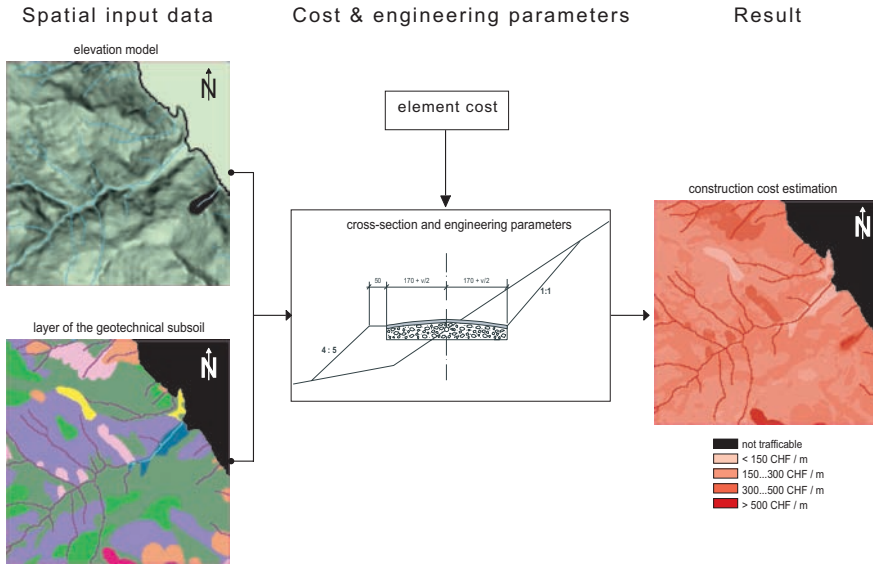 Spatial input data
Cost & engineering parameters
Result
elevation model
N
element cost
construction cost estimation
N
cross-section and engineering parameters
50
170 + v/2
170 + v/2
1:1
4 : 5
layer of the geotechnical subsoil
N
not trafficable
< 150 CHF / m
150...300 CHF / m
300...500 CHF / m
> 500 CHF / m